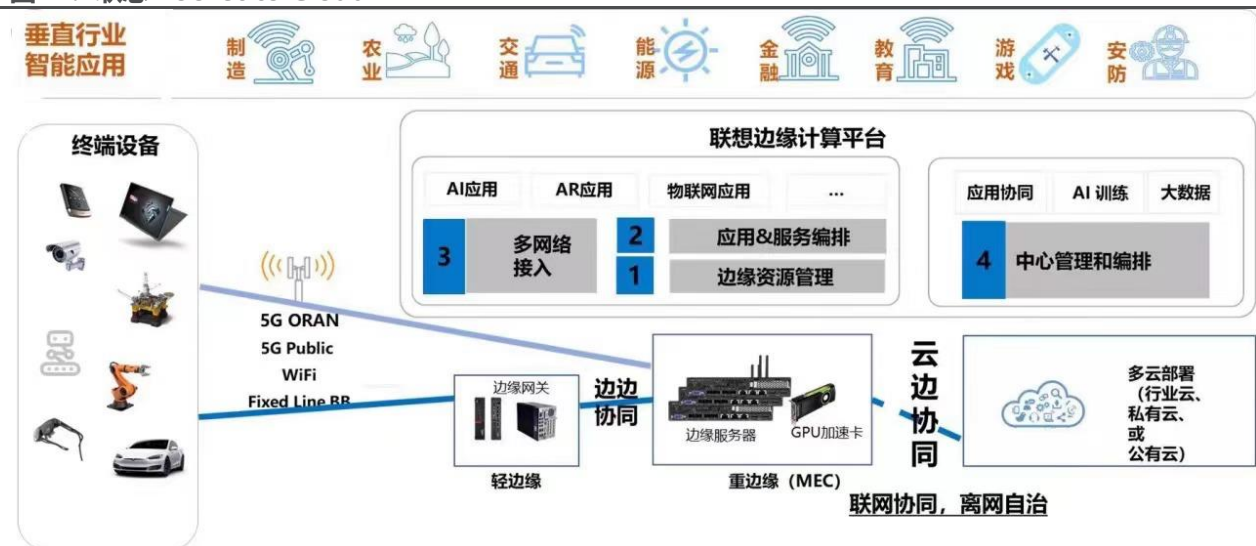 垂直行业
智能应用
制造
农业
交通
能源
金融
教育
游戏
安防
终端设备
联想边缘计算平台
AI应用
AR应用
物联网应用
...
应用协同
AI 训练
大数据
3
多网络
接入
2
应用&服务编排
1
边缘资源管理
4
中心管理和编排
5G ORAN
5G Public
WiFi
Fixed Line BB
边缘网关
轻边缘
边边
协同
边缘服务器
GPU加速卡
重边缘（MEC）
云
边
协
同
多云部署
（行业云、
私有云、
或
公有云）
联网协同，离网自治